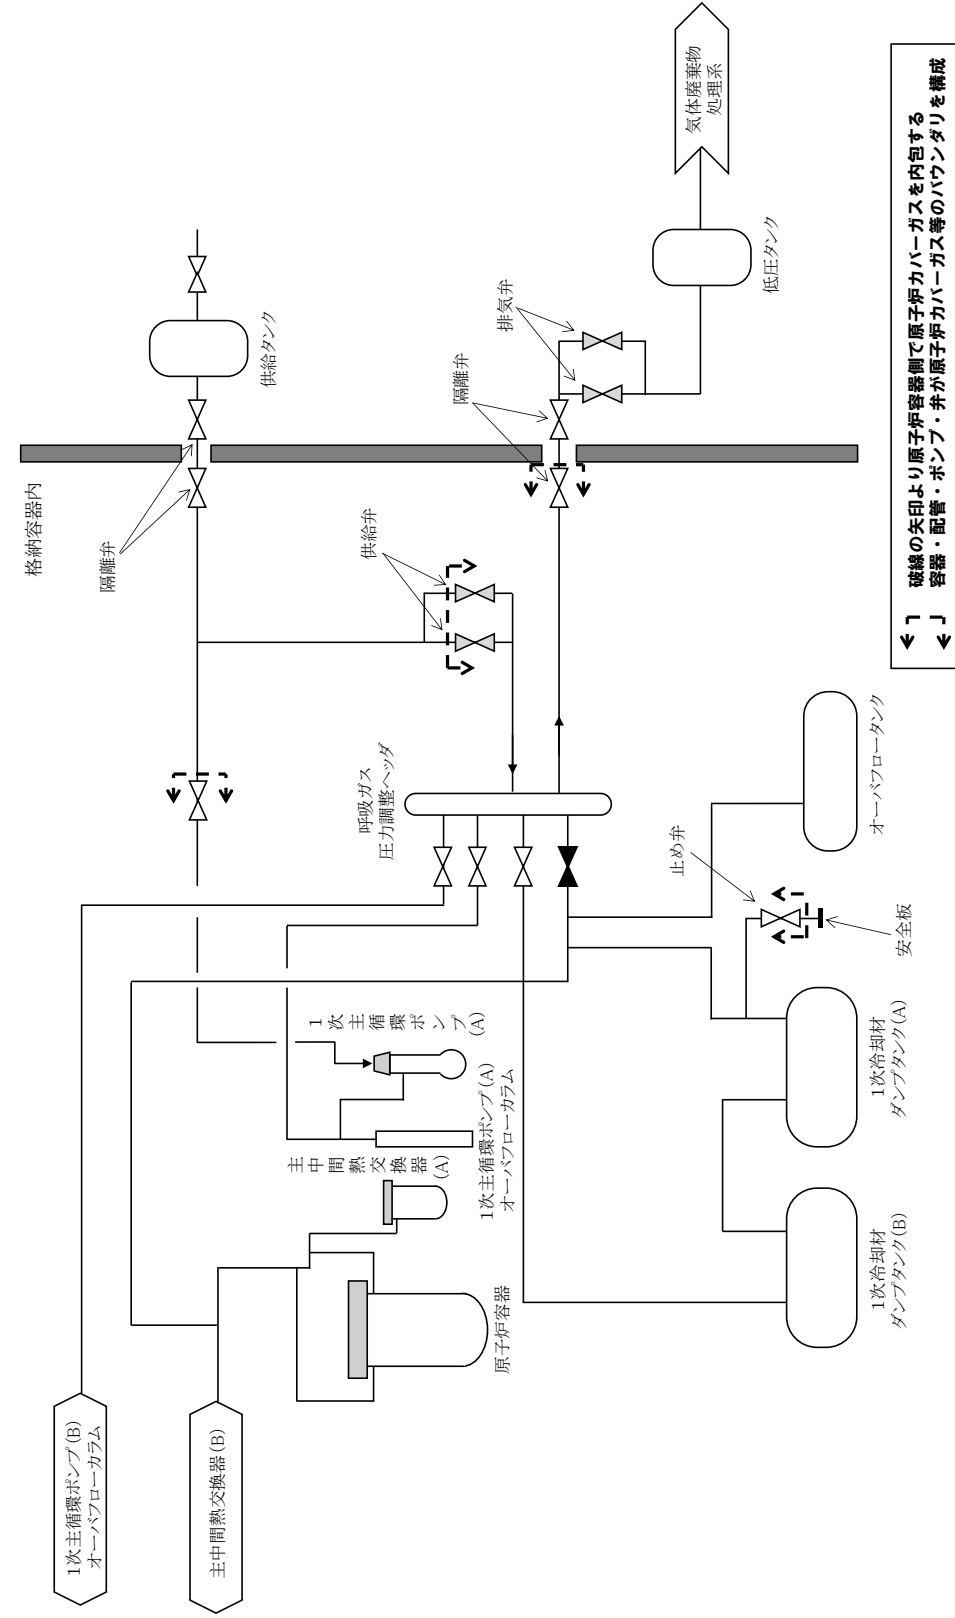 1次主循環ポンプ(B)
オーバフローカラム
主中間熱交換器(B)
原子炉容器
主中間熱交換器(A)
1次主循環ポンプ(A)
オーバフローカラム
1次主循環ポンプ(A)
1次冷却材
ダンプタンク(B)
1次冷却材
ダンプタンク(A)
安全板
止め弁
オーバフロータンク
呼吸ガス
圧力調整ヘッダ
隔離弁
格納容器内
供給弁
供給タンク
隔離弁
排気弁
低圧タンク
気体廃棄物
処理系
破線の矢印より原子炉容器側で原子炉カバーガスを内包する
容器・配管・ポンプ・弁が原子炉カバーガス等のバウンダリを構成